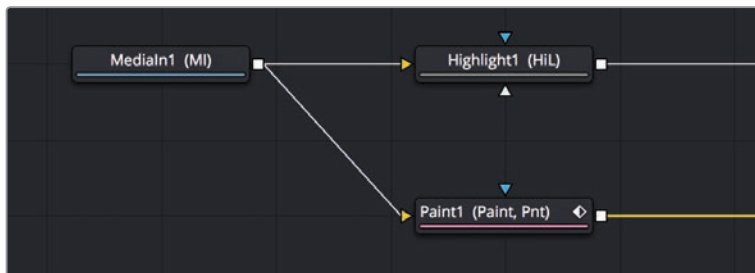 MediaIn1 (MI)
Highlight1 (HiL)
Paint1 (Paint, Pnt)